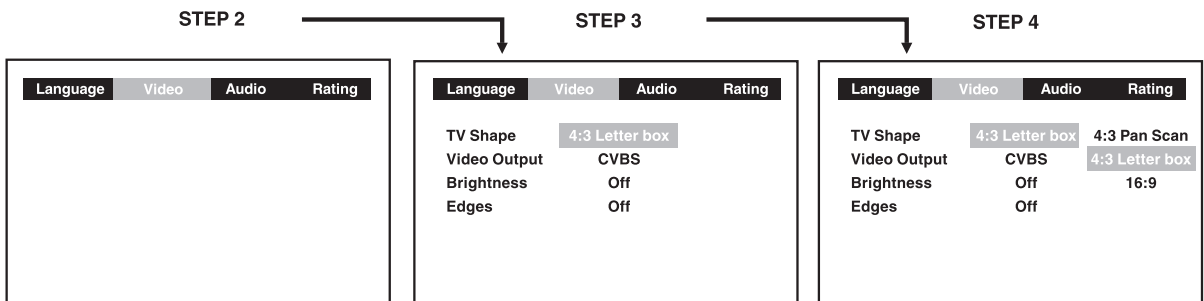 STEP 2 STEP 3 STEP 4
Language Video Audio Rating
Language Video Audio Rating
TV Shape 4:3 Letter box
Video Output CVBS
Brightness Off
Edges Off
Language Video Audio Rating
TV Shape 4:3 Letter box 4:3 Pan Scan
Video Output CVBS 4:3 Letter box
Brightness Off 16:9
Edges Off